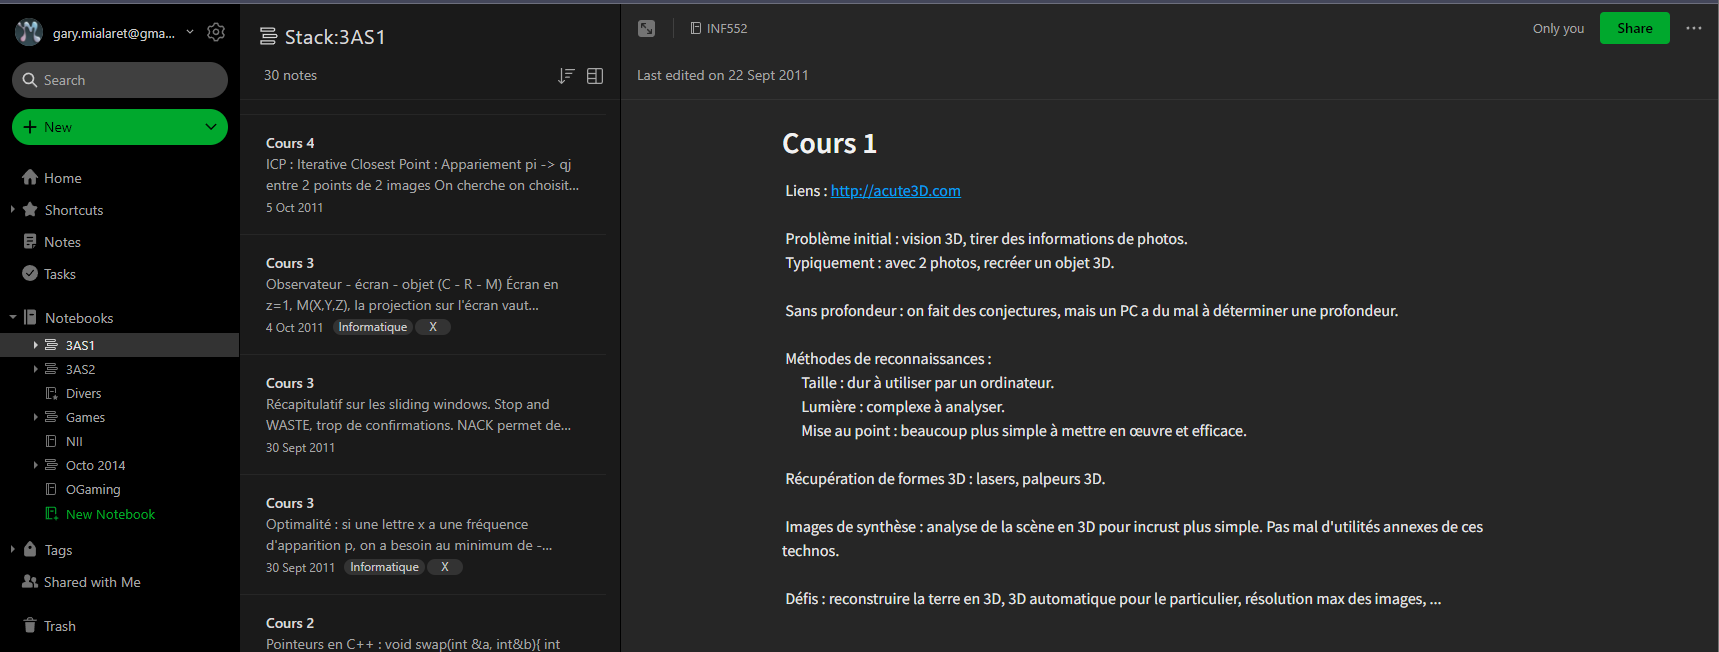 gary.mialaret@gma...
Search
New
Home
Shortcuts
Notes
Tasks
Notebooks
3AS1
3AS2
Divers
Games
NII
Octo 2014
OGaming
New Notebook
Tags
Shared with Me
Trash
Stack:3AS1
30 notes
Cours 4
ICP : Iterative Closest Point : Appariement pi -> qj
entre 2 points de 2 images On cherche on choisit...
5 Oct 2011
Cours 3
Observateur - écran - objet (C - R - M) Écran en
z=1, M(X,Y,Z), la projection sur l'écran vaut...
4 Oct 2011 Informatique X
Cours 3
Récapitulatif sur les sliding windows. Stop and
WASTE, trop de confirmations. NACK permet de...
30 Sept 2011
Cours 3
Optimalité : si une lettre x a une fréquence
d'apparition p, on a besoin au minimum de -...
30 Sept 2011 Informatique X
Cours 2
Pointeurs en C++ : void swap(int &a, int&b){ int
INF552
Only you
Share
Last edited on 22 Sept 2011
Cours 1
Liens : http://acute3D.com
Problème initial : vision 3D, tirer des informations de photos.
Typiquement : avec 2 photos, recréer un objet 3D.
Sans profondeur : on fait des conjectures, mais un PC a du mal à déterminer une profondeur.
Méthodes de reconnaissances :
Taille : dur à utiliser par un ordinateur.
Lumière : complexe à analyser.
Mise au point : beaucoup plus simple à mettre en œuvre et efficace.
Récupération de formes 3D : lasers, palpeurs 3D.
Images de synthèse : analyse de la scène en 3D pour incrust plus simple. Pas mal d'utilités annexes de ces
technos.
Défis : reconstruire la terre en 3D, 3D automatique pour le particulier, résolution max des images, ...